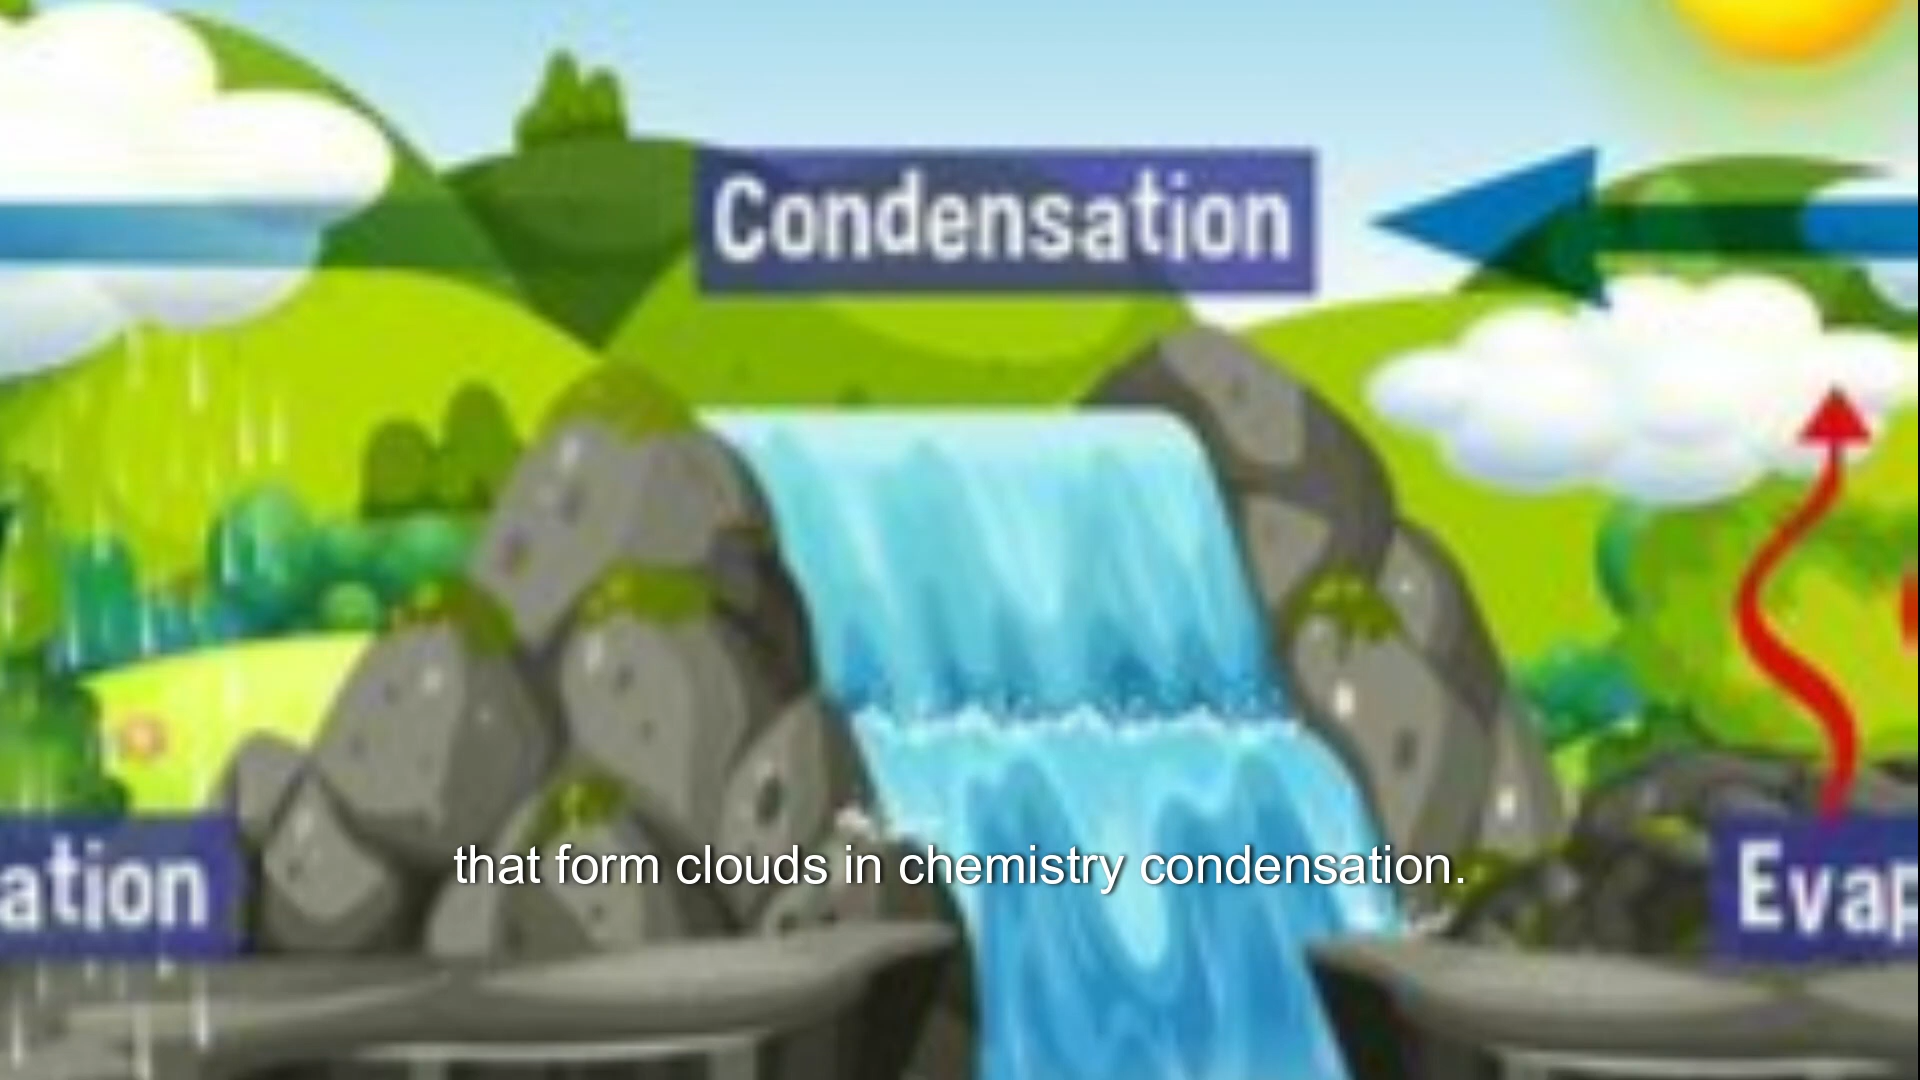 Condensation
ation
Evap
that form clouds in chemistry condensation.